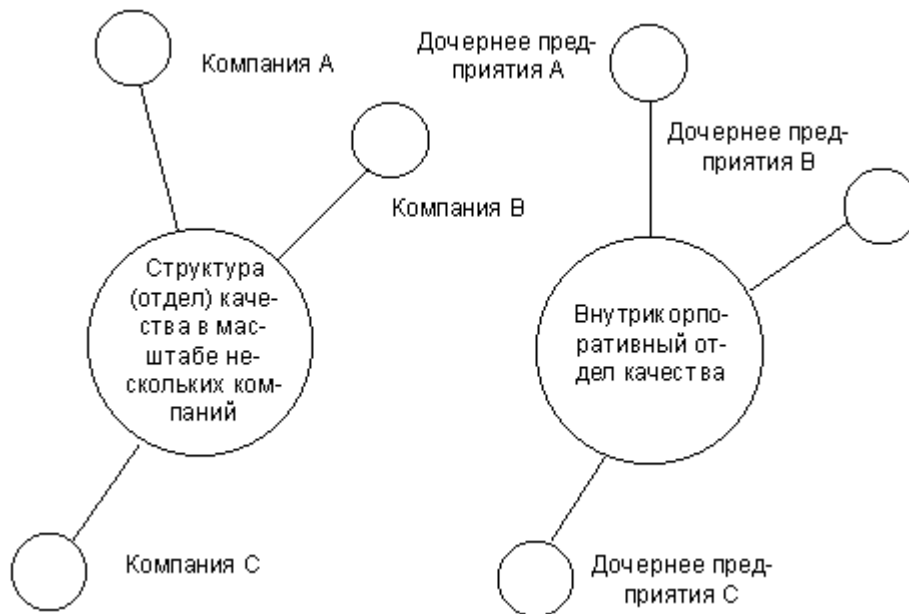 Компания А
Компания В
Структура
(отдел) каче-
ства в мас-
штабе не-
скольких ком-
паний
Компания С
Дочернее пред-
приятия А
Дочернее пред-
приятия В
Внутрикорпо-
ративный от-
дел качества
Дочернее пред-
приятия С